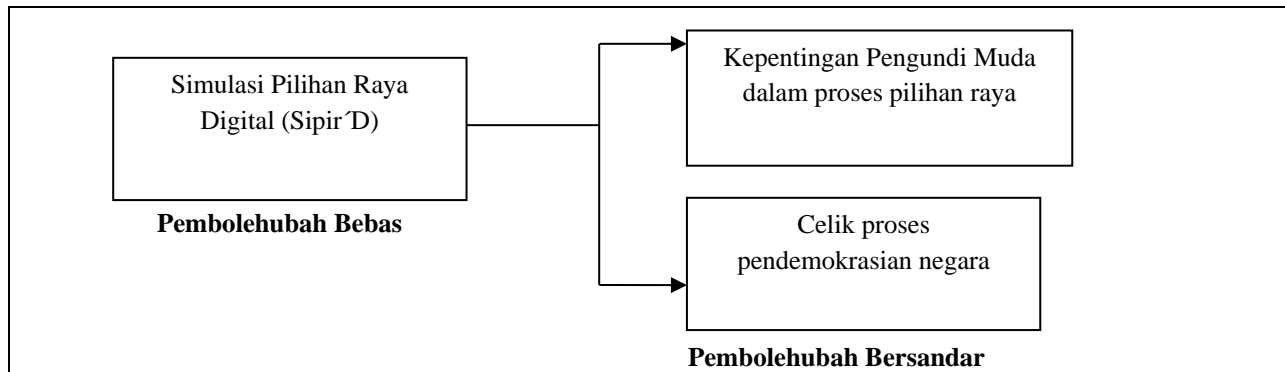 Simulasi Pilihan Raya
Digital (Sipir´D)
Pembolehubah Bebas
Kepentingan Pengundi Muda
dalam proses pilihan raya
Celik proses
pendemokrasian negara
Pembolehubah Bersandar